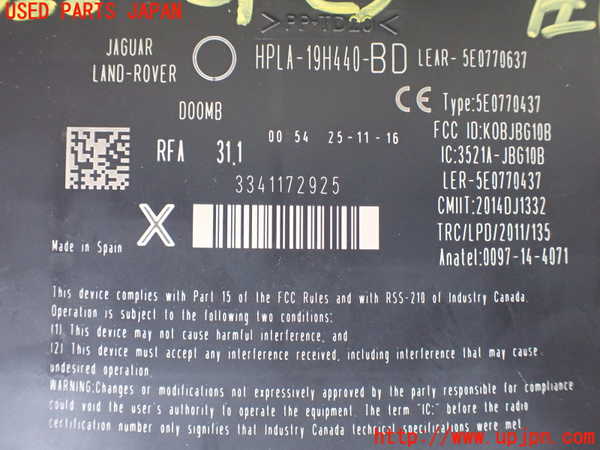 USED PARTS JAPAN
>PP-TD20<
JAGUAR
LAND-ROVER
HPLA-19H440-BD LEAR- 5E0770637
CE Type:5E0770437
D00MB
FCC ID:KOBJBG10B
00 54 25-11-16
RFA 31.1
IC:3521A-JBG10B
LER-5E0770437
3341172925
CMIIT:2014DJ1332
X
TRC/LPD/2011/135
Made in Spain
Anatel:0097-14-4071
This device complies with Part 15 of the FCC Rules and with RSS-210 of Industry Canada.
Operation is subject to the following two conditions:
(1) This device may not cause harmful interference, and
(2) This device must accept any interference received, including interference that may cause
undesired operation.
WARNING:Changes or modifications not expressively approved by the party responsible for compliance
could void the user's authority to operate the equipment. The term "IC:" before the radio
certification number only signifies that Industry Canada technical specifications were met
http://www.upjpn.com/